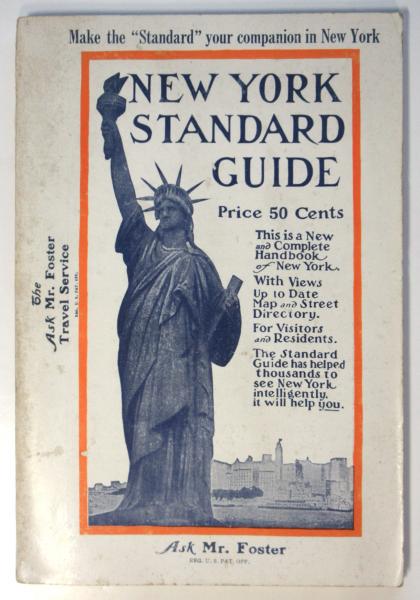 Make the "Standard" your companion in New York
NEW YORK
STANDARD
GUIDE
Price 50 Cents
This is a New
and Complete
Handbook
of New York.
With Views
Up to Date
Map and Street
Directory.
For Visitors
and Residents.
The Standard
Guide has helped
thousands to
see New York
intelligently,
it will help you.
The
Ask Mr. Foster
Travel Service
REG. U. S. PAT. OFF.
Ask Mr. Foster
REG. U. S. PAT. OFF.